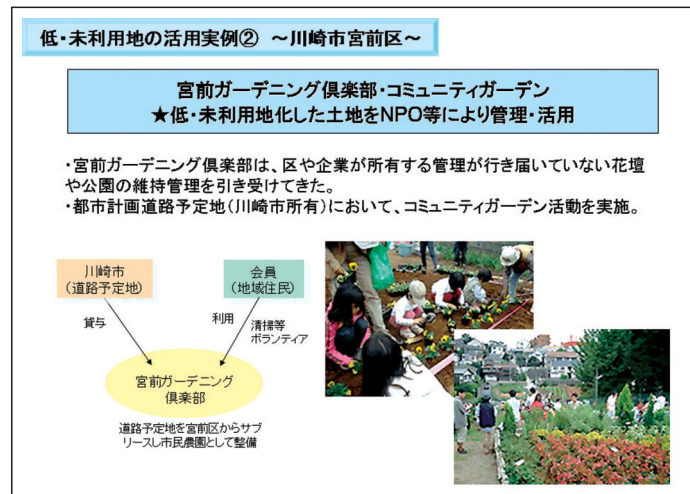 低・未利用地の活用実例② ～川崎市宮前区～
宮前ガーデニング倶楽部・コミュニティガーデン
★低・未利用地化した土地をNPO等により管理・活用
・宮前ガーデニング倶楽部は、区や企業が所有する管理が行き届いていない花壇
や公園の維持管理を引き受けてきた。
・都市計画道路予定地(川崎市所有)において、コミュニティガーデン活動を実施。
川崎市
(道路予定地)
会員
(地域住民)
貸与
利用
清掃等
ボランティア
宮前ガーデニング
倶楽部
道路予定地を宮前区からサブ
リースし市民農園として整備